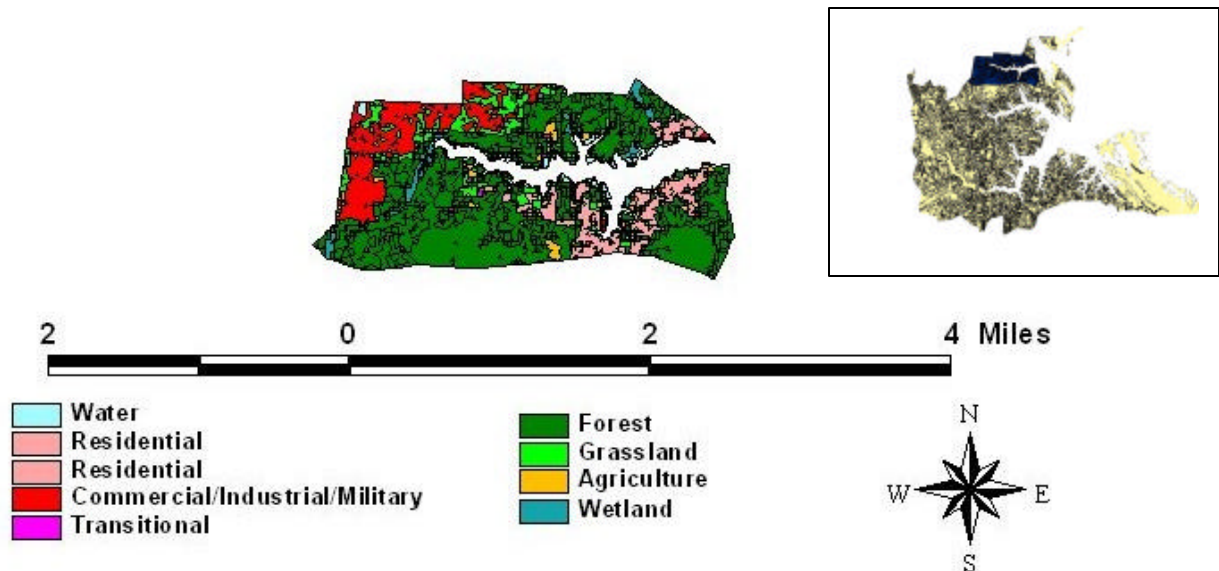 2 0 2 4 Miles
Water
Residential
Residential
Commercial/Industrial/Military
Transitional
Forest
Grassland
Agriculture
Wetland
N
W E
S